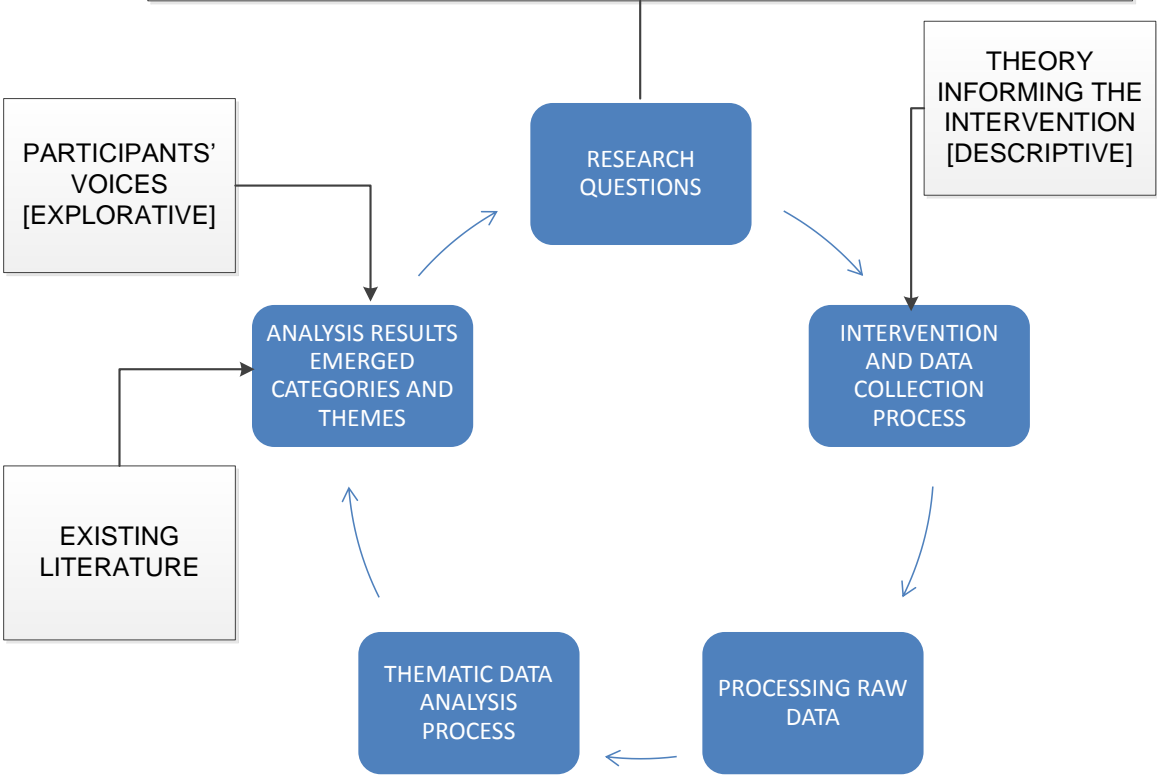 THEORY
INFORMING THE
INTERVENTION
[DESCRIPTIVE]
PARTICIPANTS’
VOICES
[EXPLORATIVE]
RESEARCH
QUESTIONS
ANALYSIS RESULTS
EMERGED
CATEGORIES AND
THEMES
INTERVENTION
AND DATA
COLLECTION
PROCESS
EXISTING
LITERATURE
THEMATIC DATA
ANALYSIS
PROCESS
PROCESSING RAW
DATA